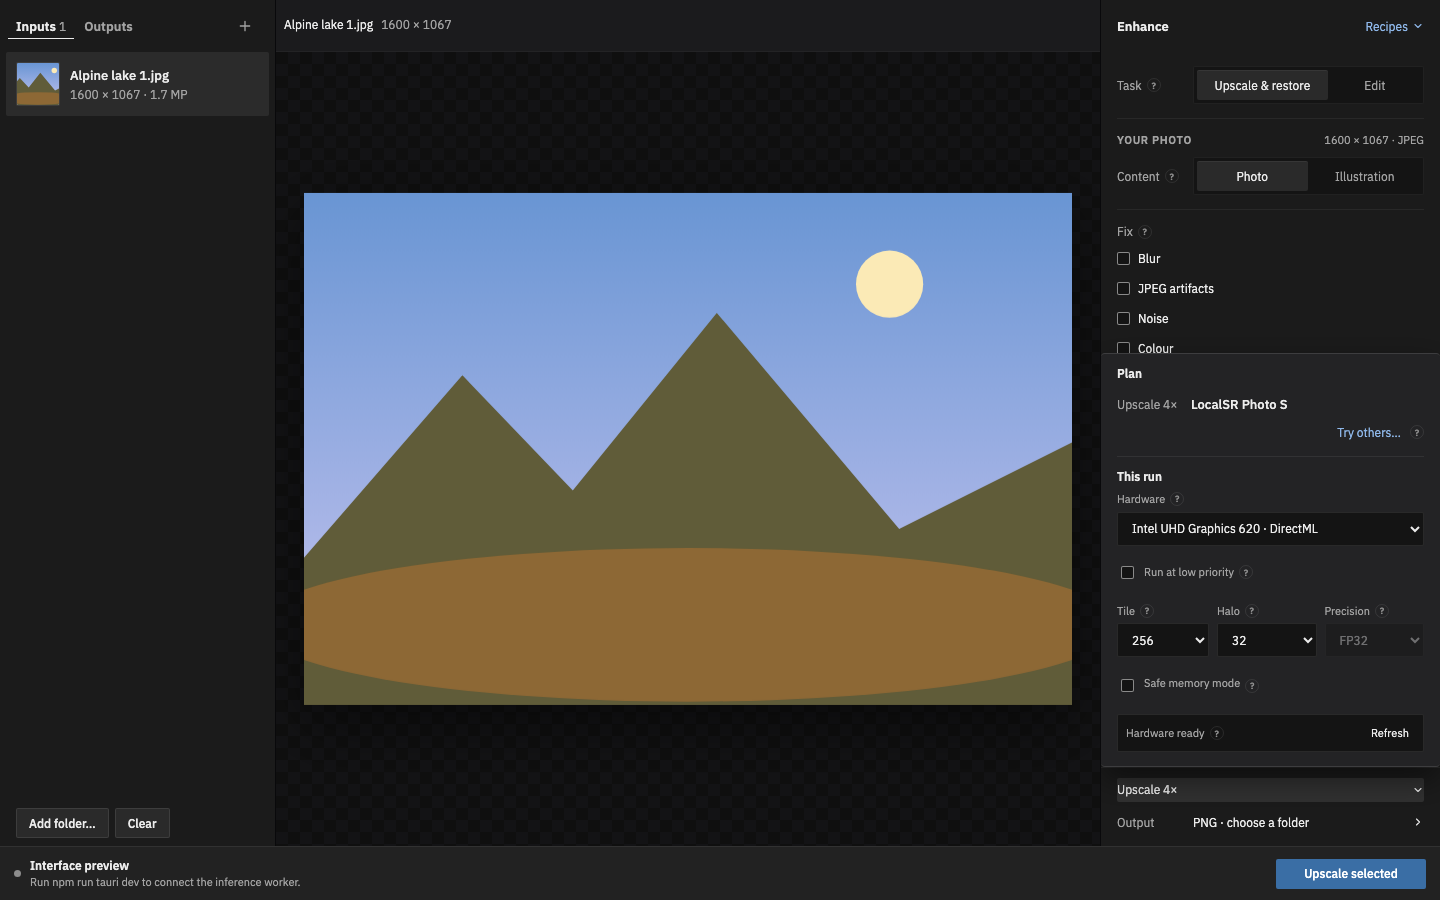 Inputs 1 Outputs
Alpine lake 1.jpg
1600 × 1067 · 1.7 MP
Add folder...
Clear
Alpine lake 1.jpg 1600 × 1067
Enhance
Recipes
Task ?
Upscale & restore
Edit
YOUR PHOTO
1600 × 1067 · JPEG
Content ?
Photo
Illustration
Fix ?
Blur
JPEG artifacts
Noise
Colour
Plan
Upscale 4× LocalSR Photo S
Try others... ?
This run
Hardware ?
Intel UHD Graphics 620 · DirectML
Run at low priority ?
Tile ? Halo ? Precision ?
256 32 FP32
Safe memory mode ?
Hardware ready ? Refresh
Upscale 4×
Output PNG · choose a folder
Interface preview
Run npm run tauri dev to connect the inference worker.
Upscale selected